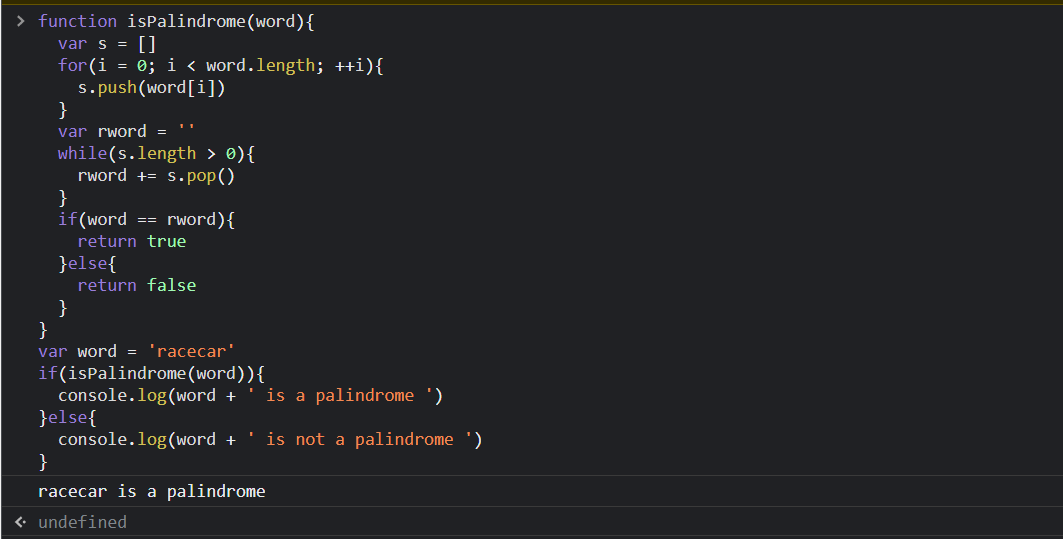 > function isPalindrome(word){
var s = []
for(i = 0; i < word.length; ++i){
s.push(word[i])
}
var rword = ''
while(s.length > 0){
rword += s.pop()
}
if(word == rword){
return true
}else{
return false
}
}
var word = 'racecar'
if(isPalindrome(word)){
console.log(word + ' is a palindrome ')
}else{
console.log(word + ' is not a palindrome ')
}
racecar is a palindrome
undefined